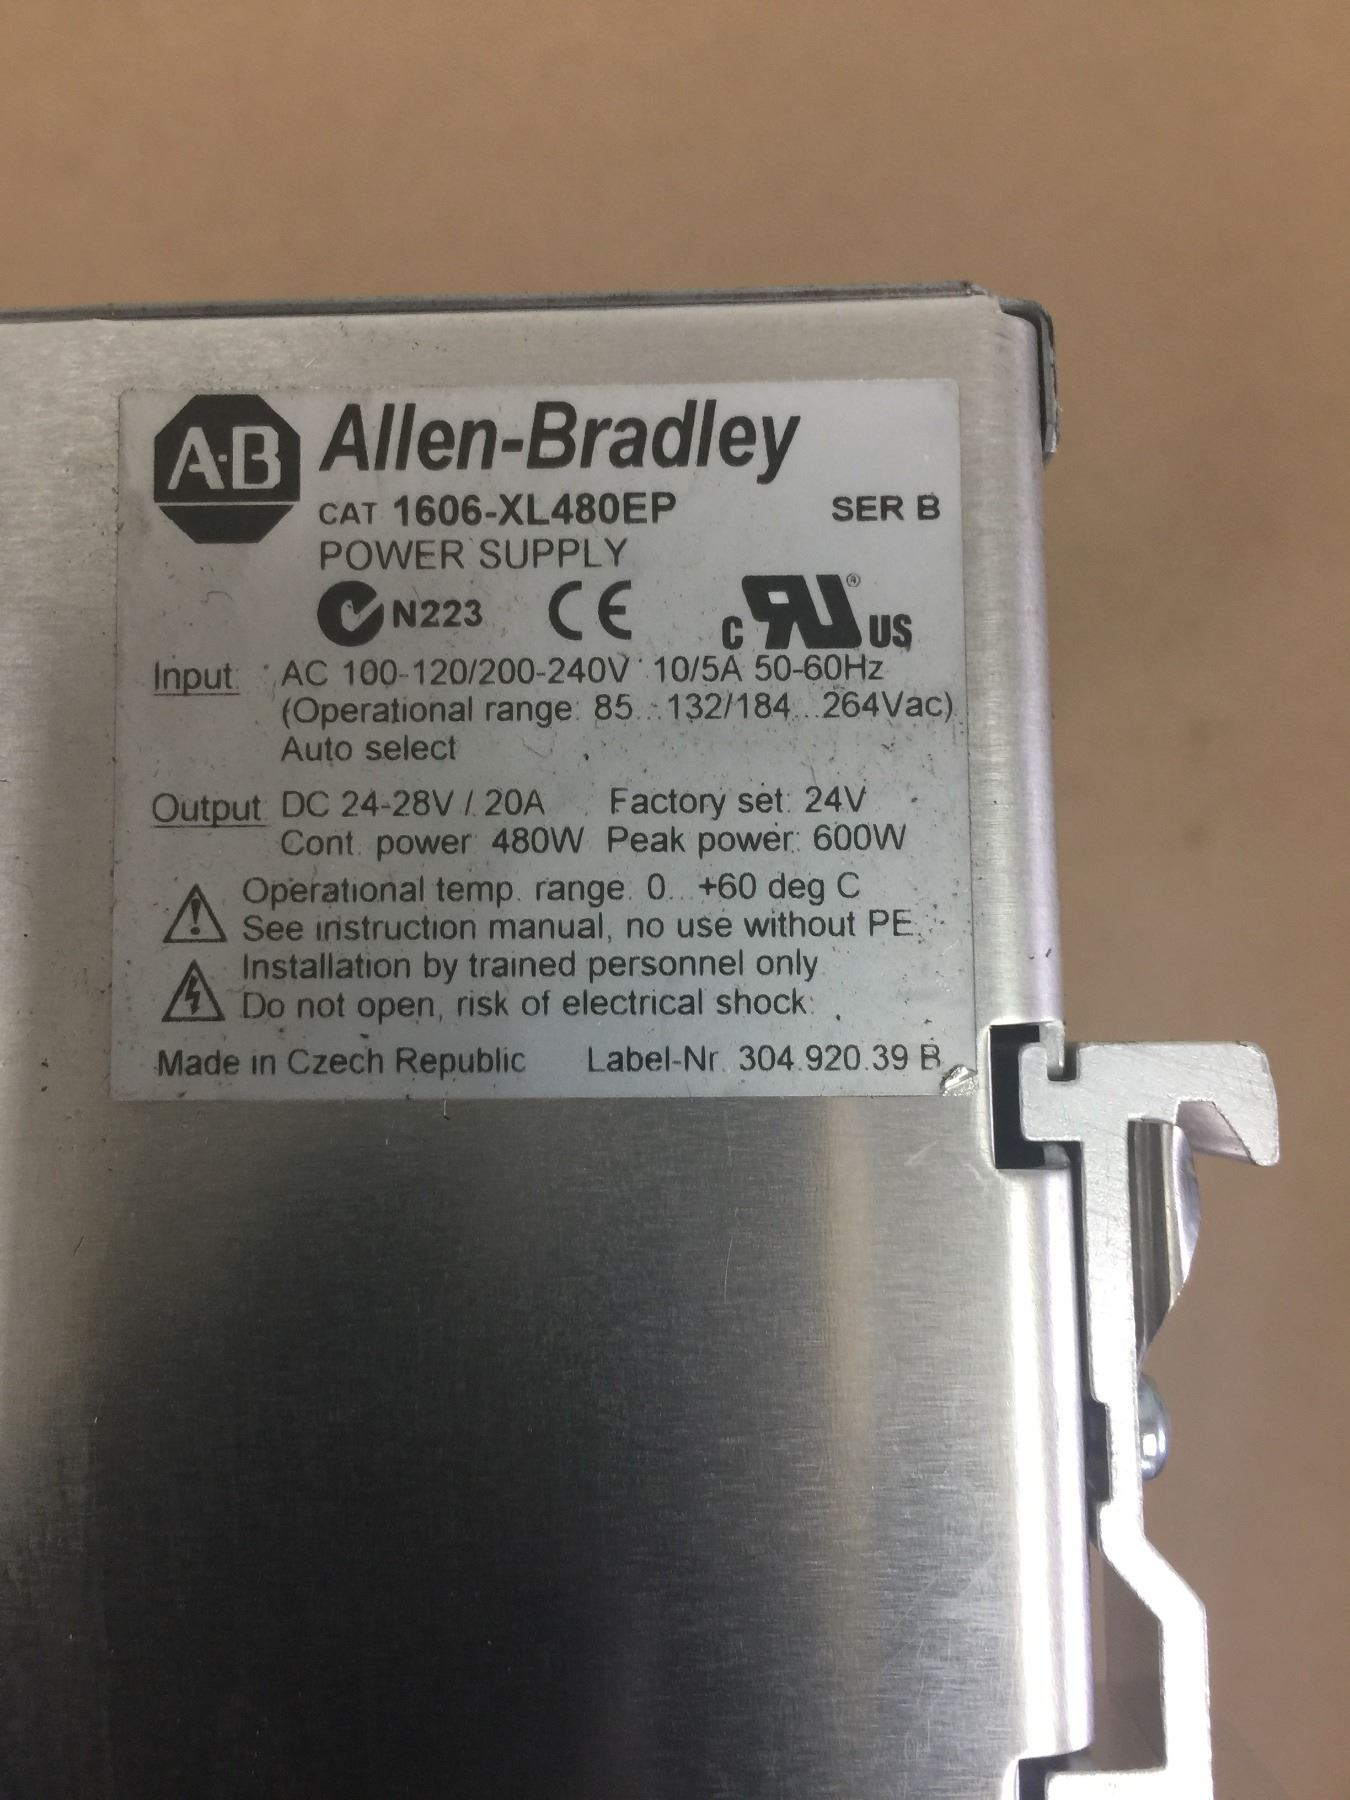 A·B Allen-Bradley
CAT 1606-XL480EP SER B
POWER SUPPLY
N223 CE C RU® US
Input: AC 100-120/200-240V 10/5A 50-60Hz
(Operational range: 85...132/184...264Vac)
Auto select
Output: DC 24-28V / 20A Factory set: 24V
Cont. power: 480W Peak power: 600W
Operational temp. range: 0...+60 deg C
See instruction manual, no use without PE.
Installation by trained personnel only
Do not open, risk of electrical shock.
Made in Czech Republic Label-Nr. 304.920.39 B